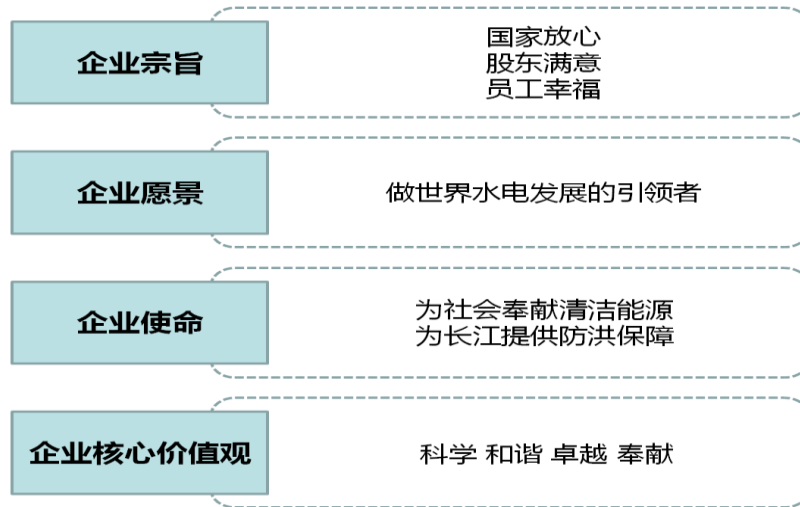 企业宗旨
国家放心
股东满意
员工幸福
企业愿景
做世界水电发展的引领者
企业使命
为社会奉献清洁能源
为长江提供防洪保障
企业核心价值观
科学 和谐 卓越 奉献